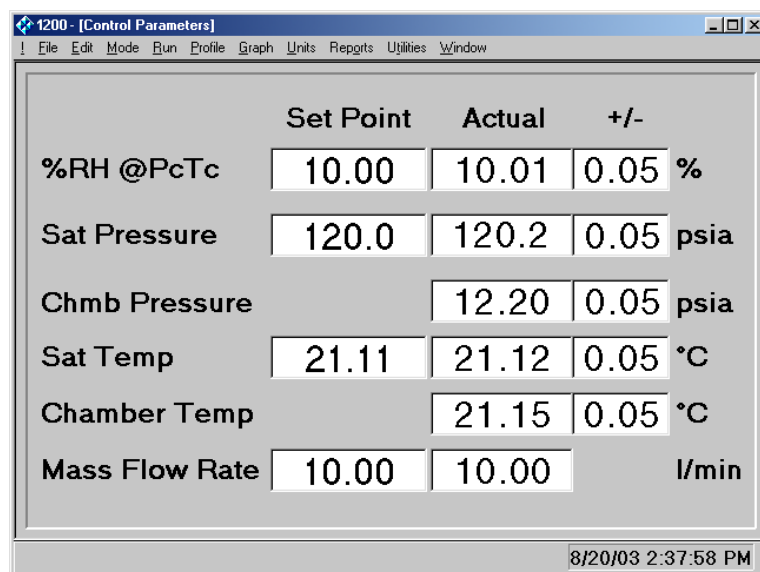 1200 - [Control Parameters]
! File Edit Mode Run Profile Graph Units Reports Utilities Window
Set Point Actual +/-
%RH @PcTc 10.00 10.01 0.05 %
Sat Pressure 120.0 120.2 0.05 psia
Chmb Pressure 12.20 0.05 psia
Sat Temp 21.11 21.12 0.05 °C
Chamber Temp 21.15 0.05 °C
Mass Flow Rate 10.00 10.00 l/min
8/20/03 2:37:58 PM